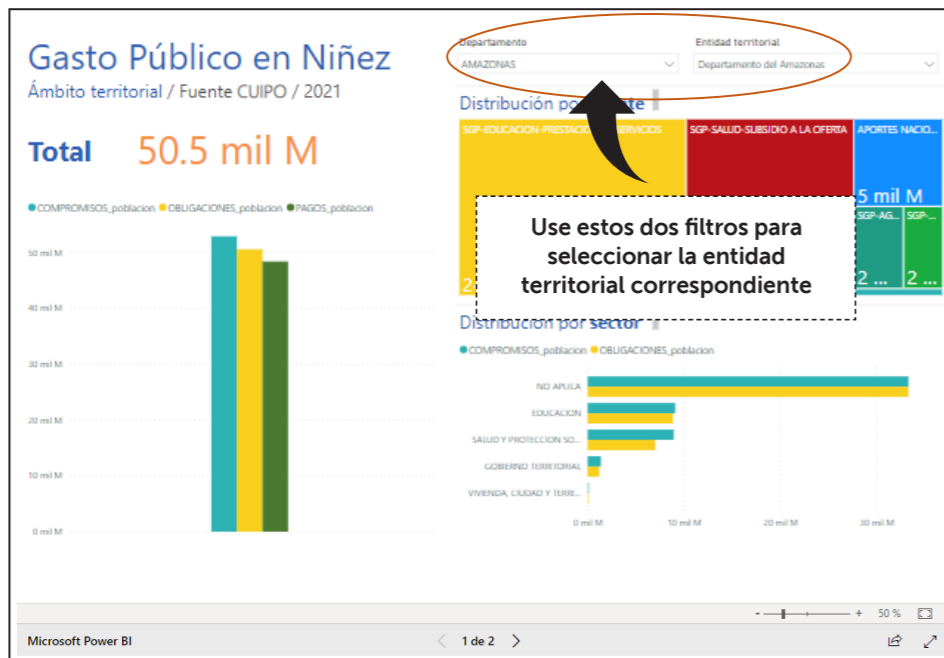 Gasto Público en Niñez
Ámbito territorial / Fuente CUIPO / 2021
Total 50.5 mil M
COMPROMISOS_poblacion OBLIGACIONES_poblacion PAGOS_poblacion
50 mil M
40 mil M
30 mil M
20 mil M
10 mil M
0 mil M
Departamento
AMAZONAS
Entidad territorial
Departamento del Amazonas
Distribución por
SGP-EDUCACION-PRESTACIO
SERVICIOS
SGP-SALUD-SUBSIDIO A LA OFERTA
APORTES NACIO...
5 mil M
SGP-AG...
SGP-...
2
2 ...
2 ...
Use estos dos filtros para
seleccionar la entidad
territorial correspondiente
Distribución por sector
COMPROMISOS_poblacion OBLIGACIONES_poblacion
NO APLICA
EDUCACION
SALUD Y PROTECCION SO...
GOBIERNO TERRITORIAL
VIVIENDA, CIUDAD Y TERRI...
0 mil M 10 mil M 20 mil M 30 mil M
- + 50 %
Microsoft Power BI
1 de 2